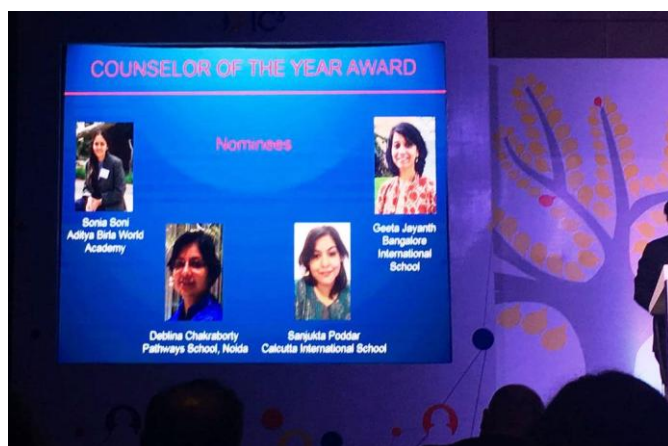 IC³
COUNSELOR OF THE YEAR AWARD
Nominees
Sonia Soni
Aditya Birla World
Academy
Geeta Jayanth
Bangalore
International
School
Deblina Chakraborty
Pathways School, Noida
Sanjukta Poddar
Calcutta International School